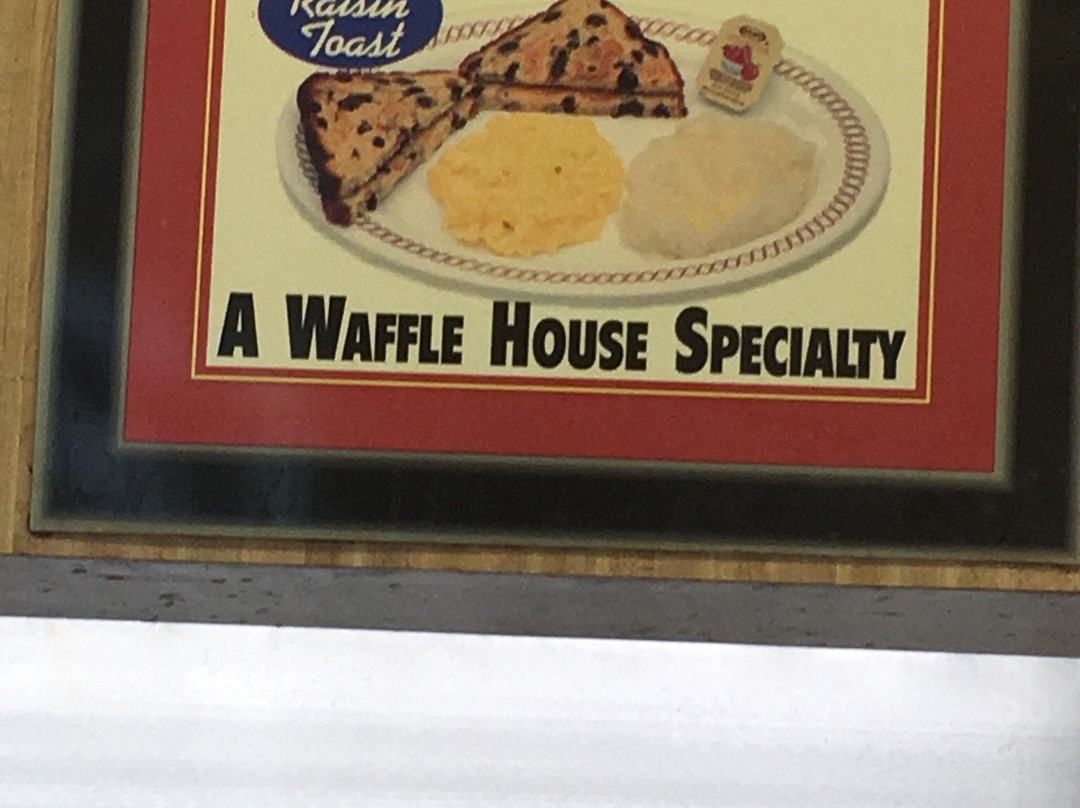 Raisin
Toast
A WAFFLE HOUSE SPECIALTY